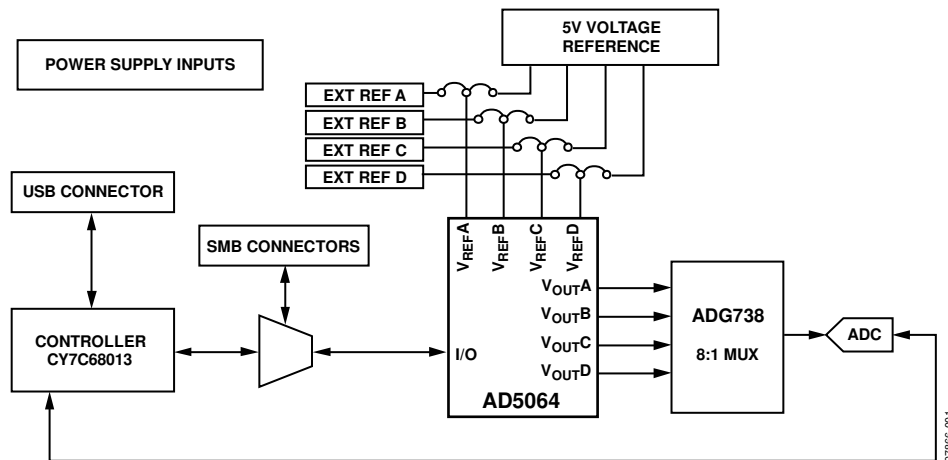 5V VOLTAGE
REFERENCE
POWER SUPPLY INPUTS
EXT REF A
EXT REF B
EXT REF C
EXT REF D
USB CONNECTOR
SMB CONNECTORS
VREFA
VREFB
VREFC
VREFD
VOUTA
VOUTB
VOUTC
VOUTD
I/O
AD5064
CONTROLLER
CY7C68013
ADG738
8:1 MUX
ADC